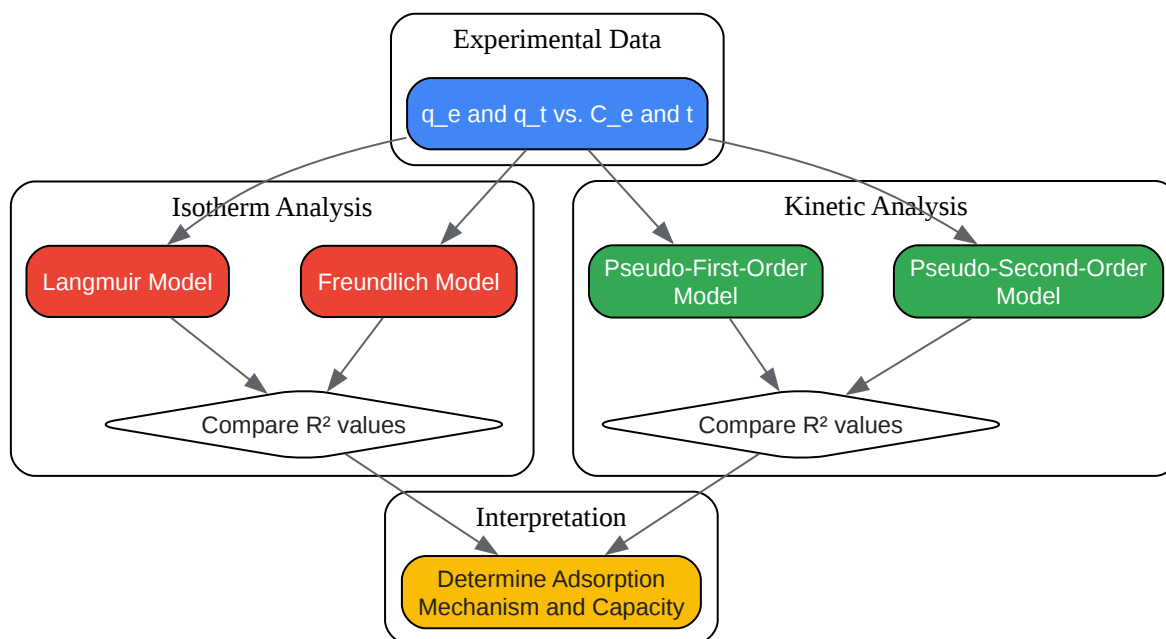 Experimental Data
q_e and q_t vs. C_e and t
Isotherm Analysis
Kinetic Analysis
Langmuir Model
Freundlich Model
Pseudo-First-Order
Model
Pseudo-Second-Order
Model
Compare R² values
Compare R² values
Interpretation
Determine Adsorption
Mechanism and Capacity